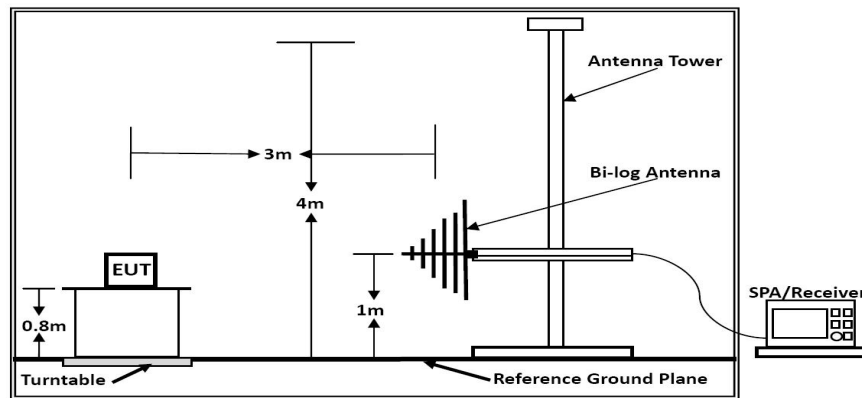 Antenna Tower
3m
Bi-log Antenna
4m
EUT
1m
0.8m
SPA/Receiver
Turntable
Reference Ground Plane